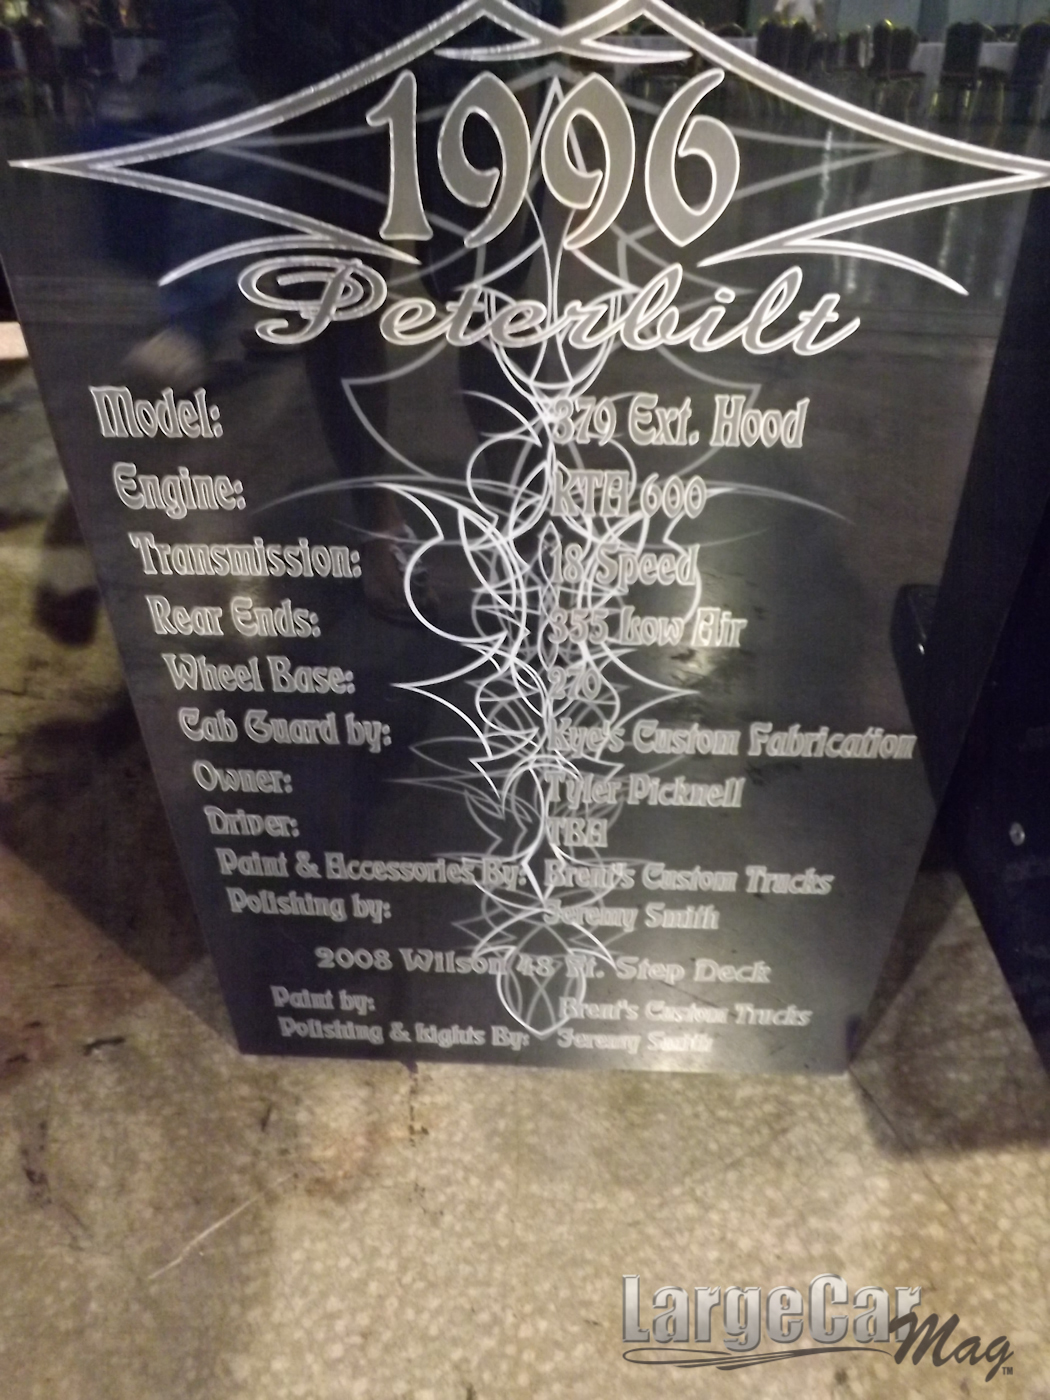 1996
Peterbilt
Model: 379 Ext. Hood
Engine: KTA 600
Transmission: 18 Speed
Rear Ends: 355 Low Air
Wheel Base: 270
Cab Guard by: Kye's Custom Fabrication
Owner: Tyler Picknell
Driver: TBA
Paint & Accessories By: Brent's Custom Trucks
Polishing by: Jeremy Smith
2008 Wilson 48 Ft. Step Deck
Paint by: Brent's Custom Trucks
Polishing & Lights By: Jeremy Smith
LargeCar
Mag™